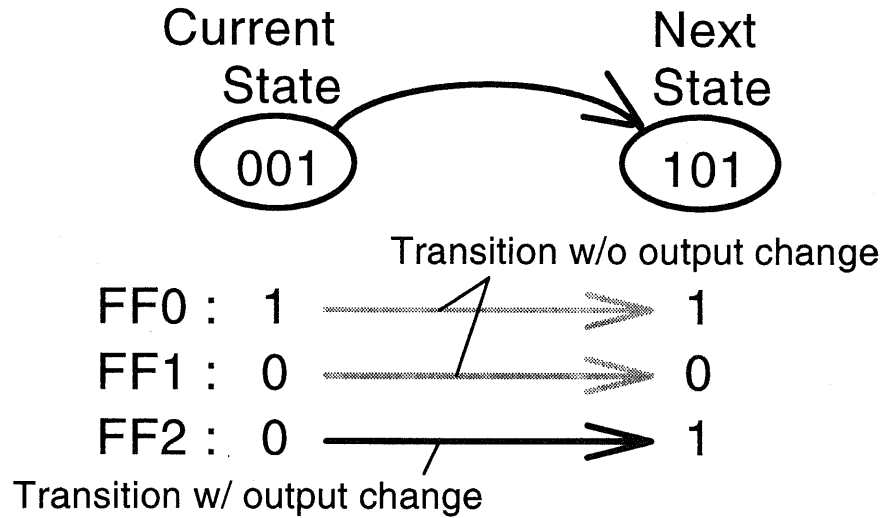 Current State
Next State
001
101
Transition w/o output change
FF0 : 1 1
FF1 : 0 0
FF2 : 0 1
Transition w/ output change